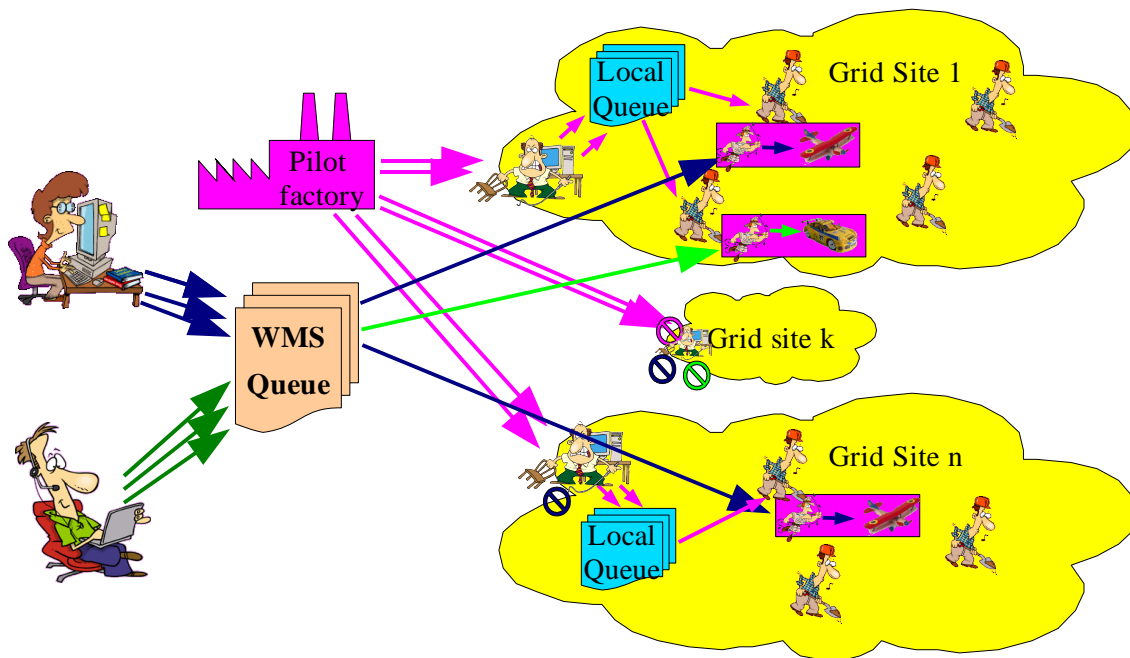 Local
Queue
Grid Site 1
Pilot
factory
WMS
Queue
Grid site k
Grid Site n
Local
Queue